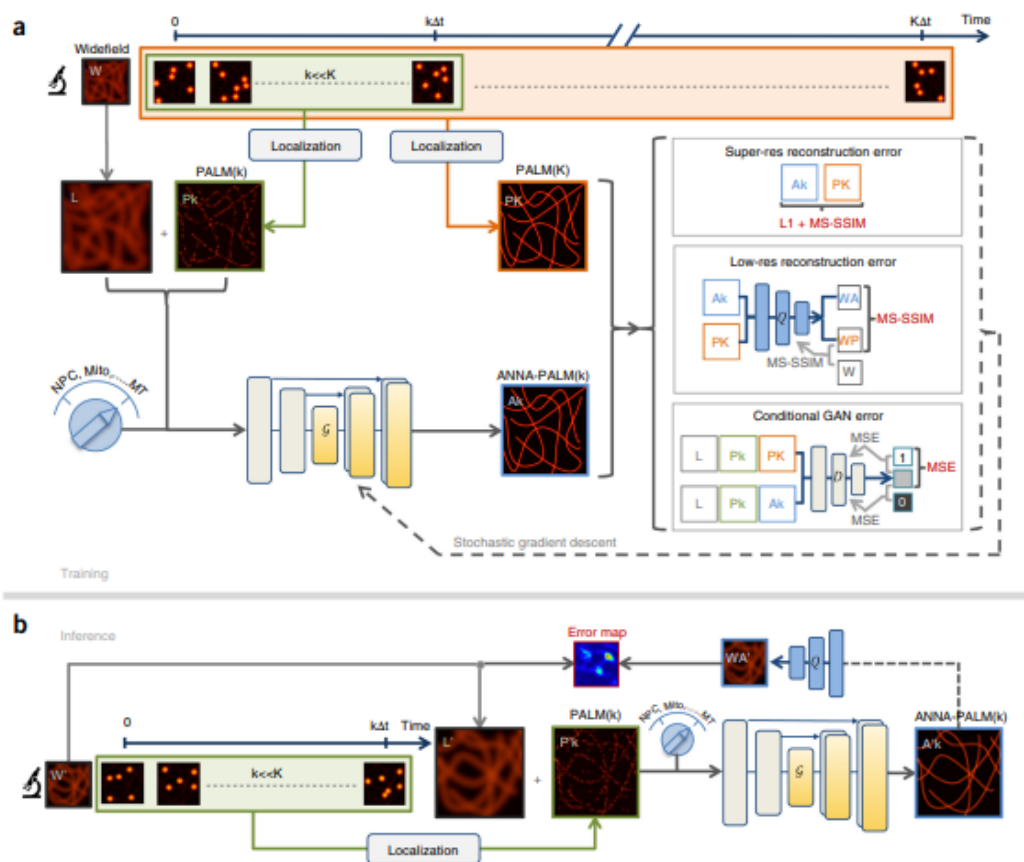 a
0
kΔt
KΔt
Time
Widefield
W
k<<K
Localization
Localization
PALM(k)
PALM(K)
L
+
Pk
PK
Super-res reconstruction error
Ak
PK
L1 + MS-SSIM
Low-res reconstruction error
Ak
PK
Q
WA
WP
W
MS-SSIM
MS-SSIM
NPC, Mito,......MT
G
ANNA-PALM(k)
Ak
Conditional GAN error
L
Pk
PK
L
Pk
Ak
D
MSE
1
MSE
0
MSE
Stochastic gradient descent
Training
b
Inference
Error map
WA'
Q
0
kΔt
Time
W'
k<<K
L'
+
PALM(k)
P'k
NPC, Mito,......MT
G
ANNA-PALM(k)
A'k
Localization